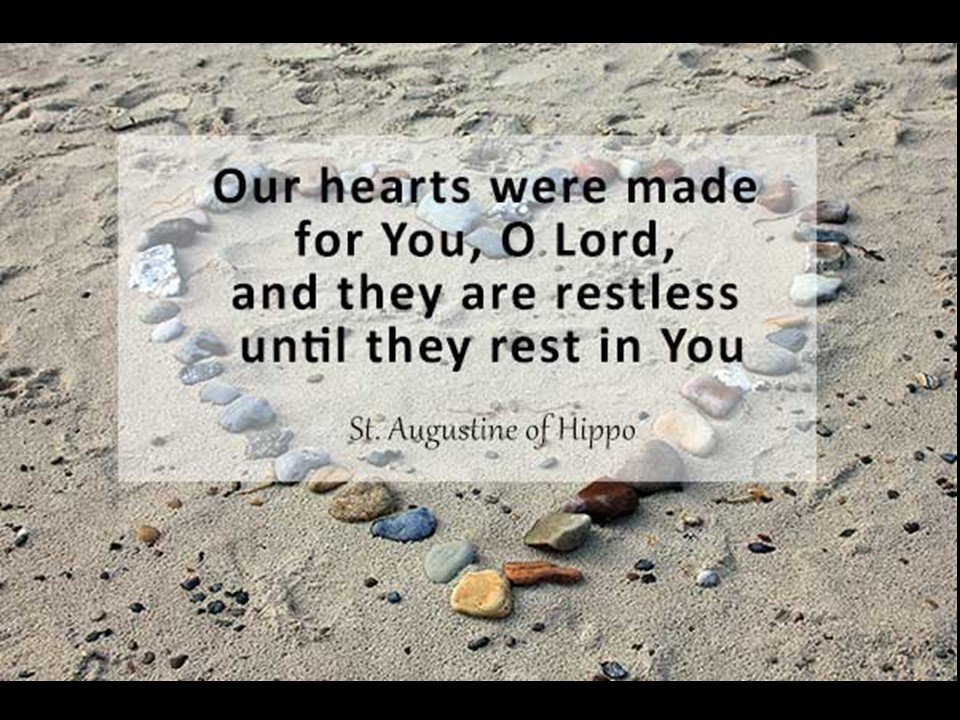 Our hearts were made
for You, O Lord,
and they are restless
until they rest in You
St. Augustine of Hippo